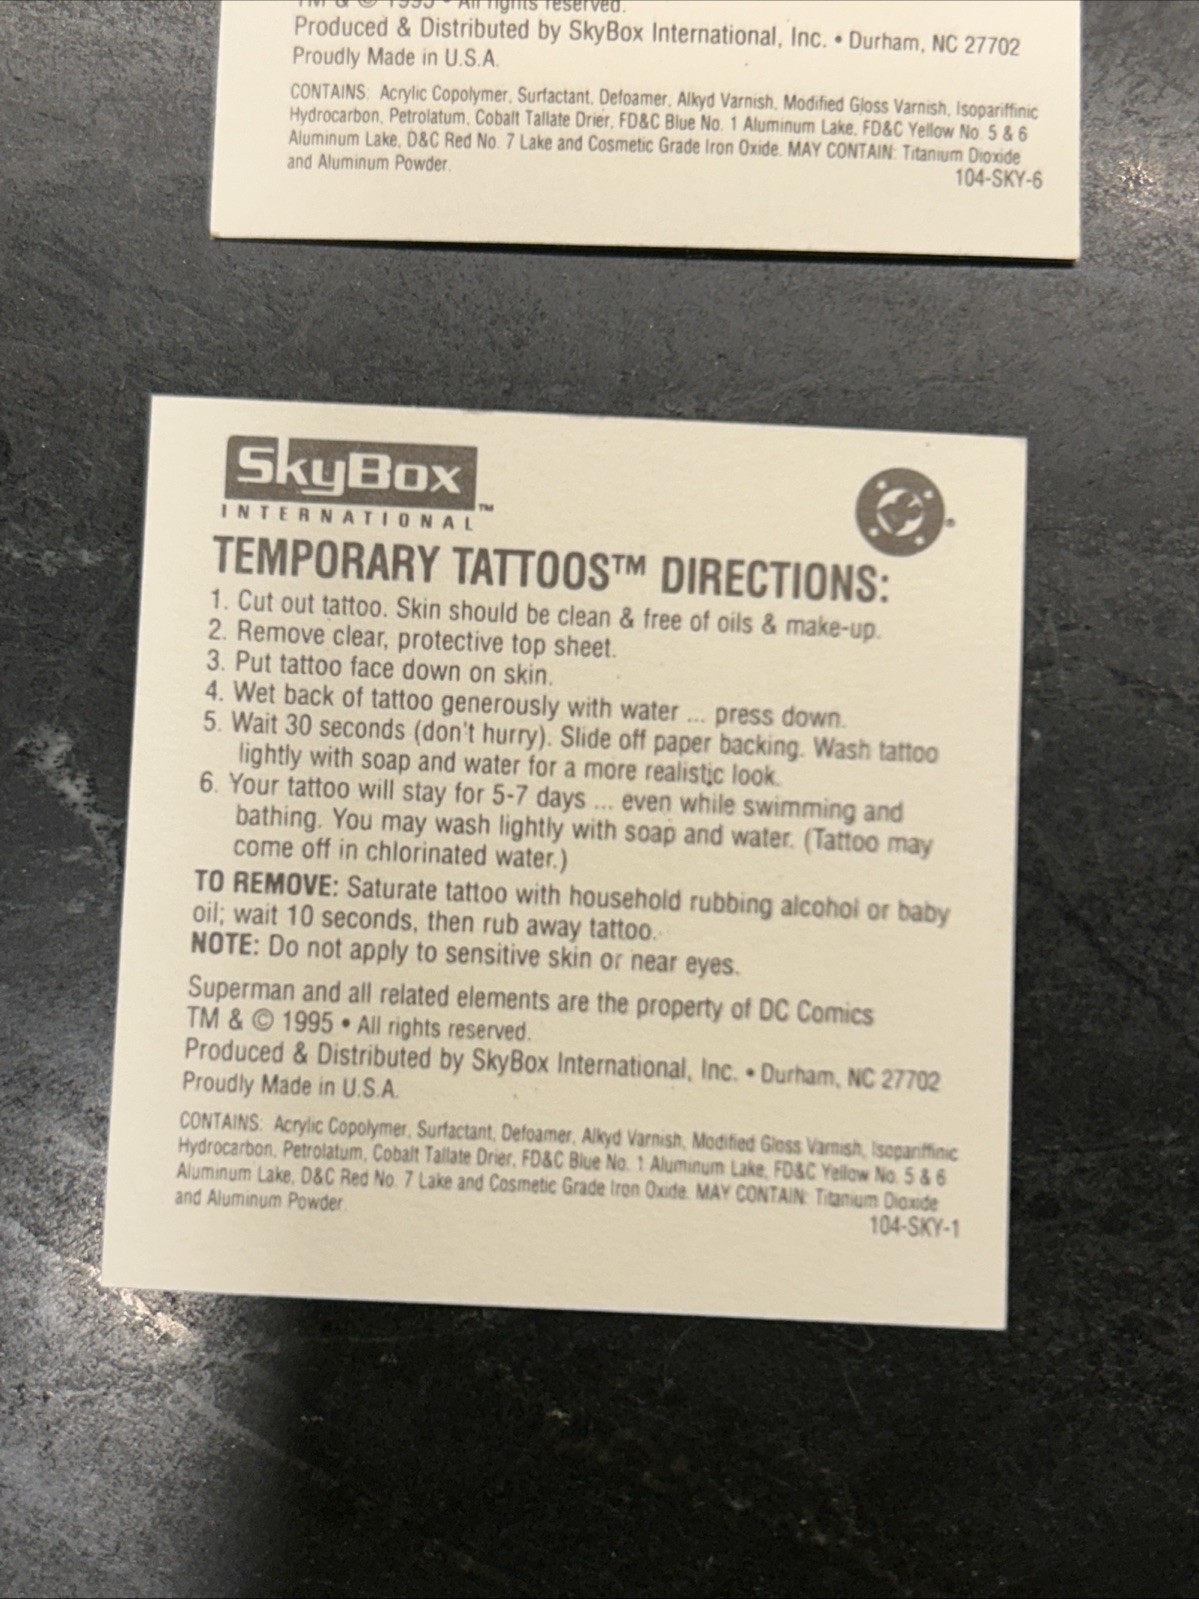 TM & © 1995 • All rights reserved.
Produced & Distributed by SkyBox International, Inc. • Durham, NC 27702
Proudly Made in U.S.A.
CONTAINS: Acrylic Copolymer, Surfactant, Defoamer, Alkyd Varnish, Modified Gloss Varnish, Isopariffinic
Hydrocarbon, Petrolatum, Cobalt Tallate Drier, FD&C Blue No. 1 Aluminum Lake, FD&C Yellow No. 5 & 6
Aluminum Lake, D&C Red No. 7 Lake and Cosmetic Grade Iron Oxide. MAY CONTAIN: Titanium Dioxide
and Aluminum Powder.
104-SKY-6
SkyBox
INTERNATIONAL™
DC®
TEMPORARY TATTOOS™ DIRECTIONS:
1. Cut out tattoo. Skin should be clean & free of oils & make-up.
2. Remove clear, protective top sheet.
3. Put tattoo face down on skin.
4. Wet back of tattoo generously with water ... press down.
5. Wait 30 seconds (don't hurry). Slide off paper backing. Wash tattoo
lightly with soap and water for a more realistic look.
6. Your tattoo will stay for 5-7 days ... even while swimming and
bathing. You may wash lightly with soap and water. (Tattoo may
come off in chlorinated water.)
TO REMOVE: Saturate tattoo with household rubbing alcohol or baby
oil; wait 10 seconds, then rub away tattoo.
NOTE: Do not apply to sensitive skin or near eyes.
Superman and all related elements are the property of DC Comics
TM & © 1995 • All rights reserved.
Produced & Distributed by SkyBox International, Inc. • Durham, NC 27702
Proudly Made in U.S.A.
CONTAINS: Acrylic Copolymer, Surfactant, Defoamer, Alkyd Varnish, Modified Gloss Varnish, Isopariffinic
Hydrocarbon, Petrolatum, Cobalt Tallate Drier, FD&C Blue No. 1 Aluminum Lake, FD&C Yellow No. 5 & 6
Aluminum Lake, D&C Red No. 7 Lake and Cosmetic Grade Iron Oxide. MAY CONTAIN: Titanium Dioxide
and Aluminum Powder.
104-SKY-1